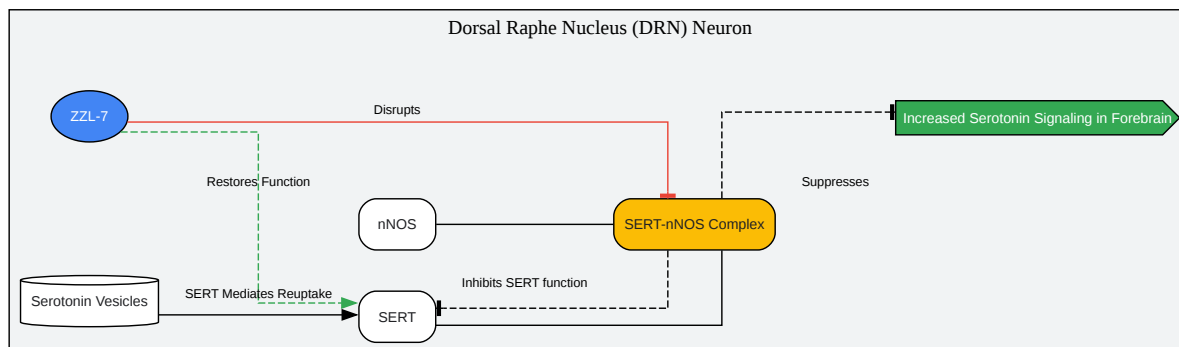 Dorsal Raphe Nucleus (DRN) Neuron
ZZL-7
Disrupts
Increased Serotonin Signaling in Forebrain
Restores Function
Suppresses
nNOS
SERT-nNOS Complex
Inhibits SERT function
SERT Mediates Reuptake
Serotonin Vesicles
SERT